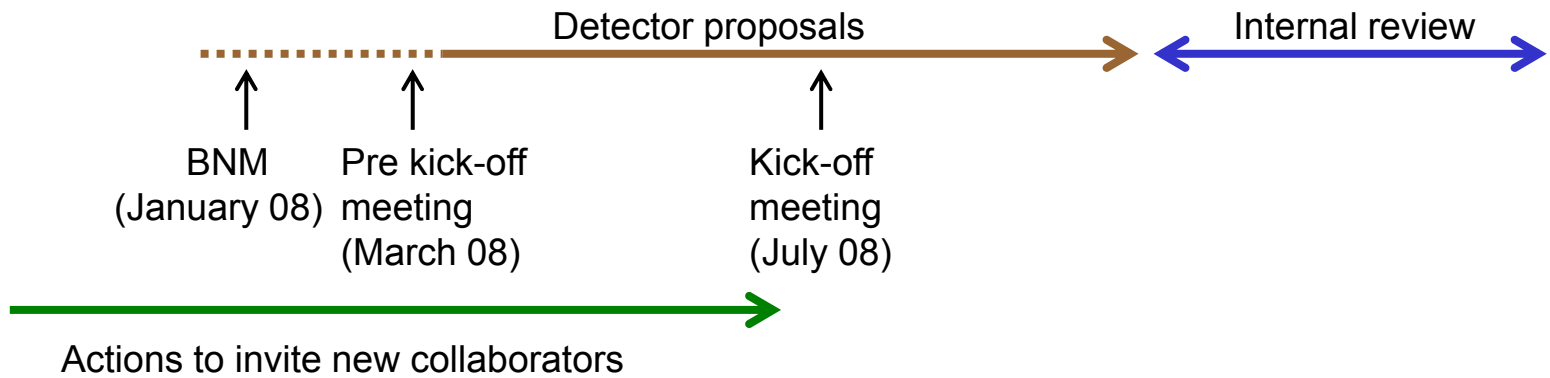 Detector proposals
Internal review
BNM
(January 08)
Pre kick-off
meeting
(March 08)
Kick-off
meeting
(July 08)
Actions to invite new collaborators